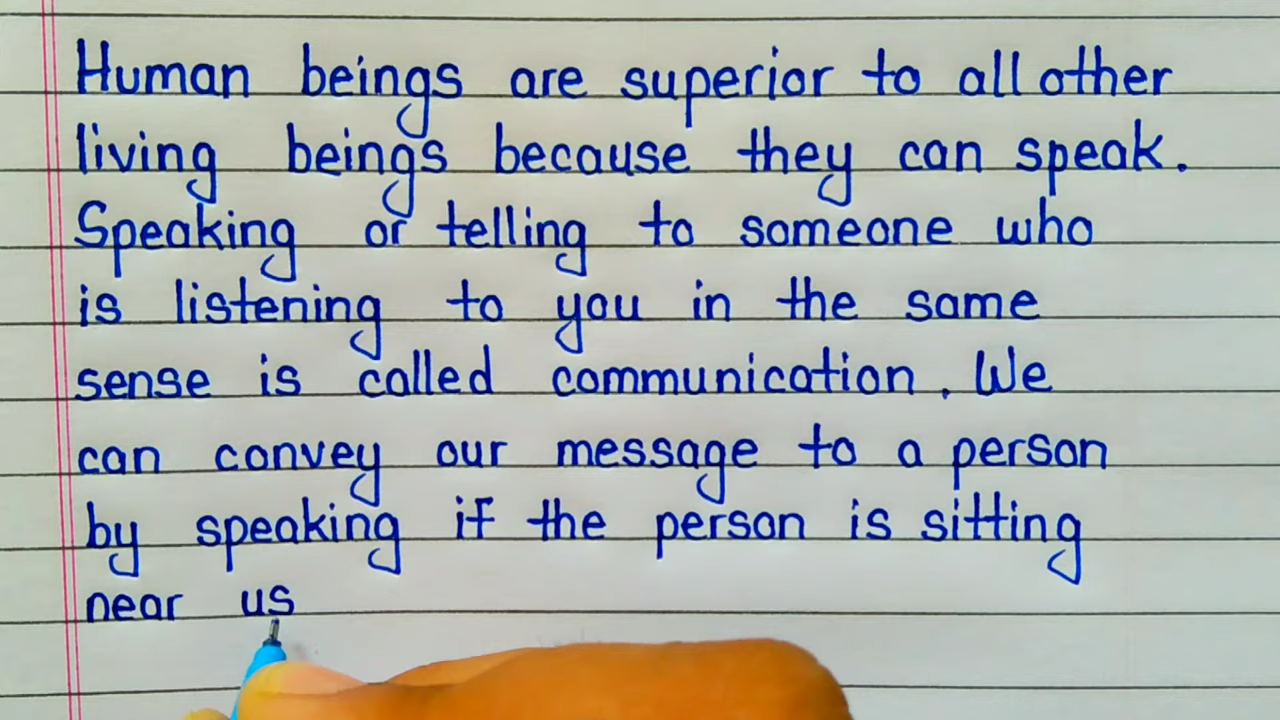 Human beings are superior to all other
living beings because they can speak.
Speaking or telling to someone who
is listening to you in the same
sense is called communication. We
can convey our message to a person
by speaking if the person is sitting
near us